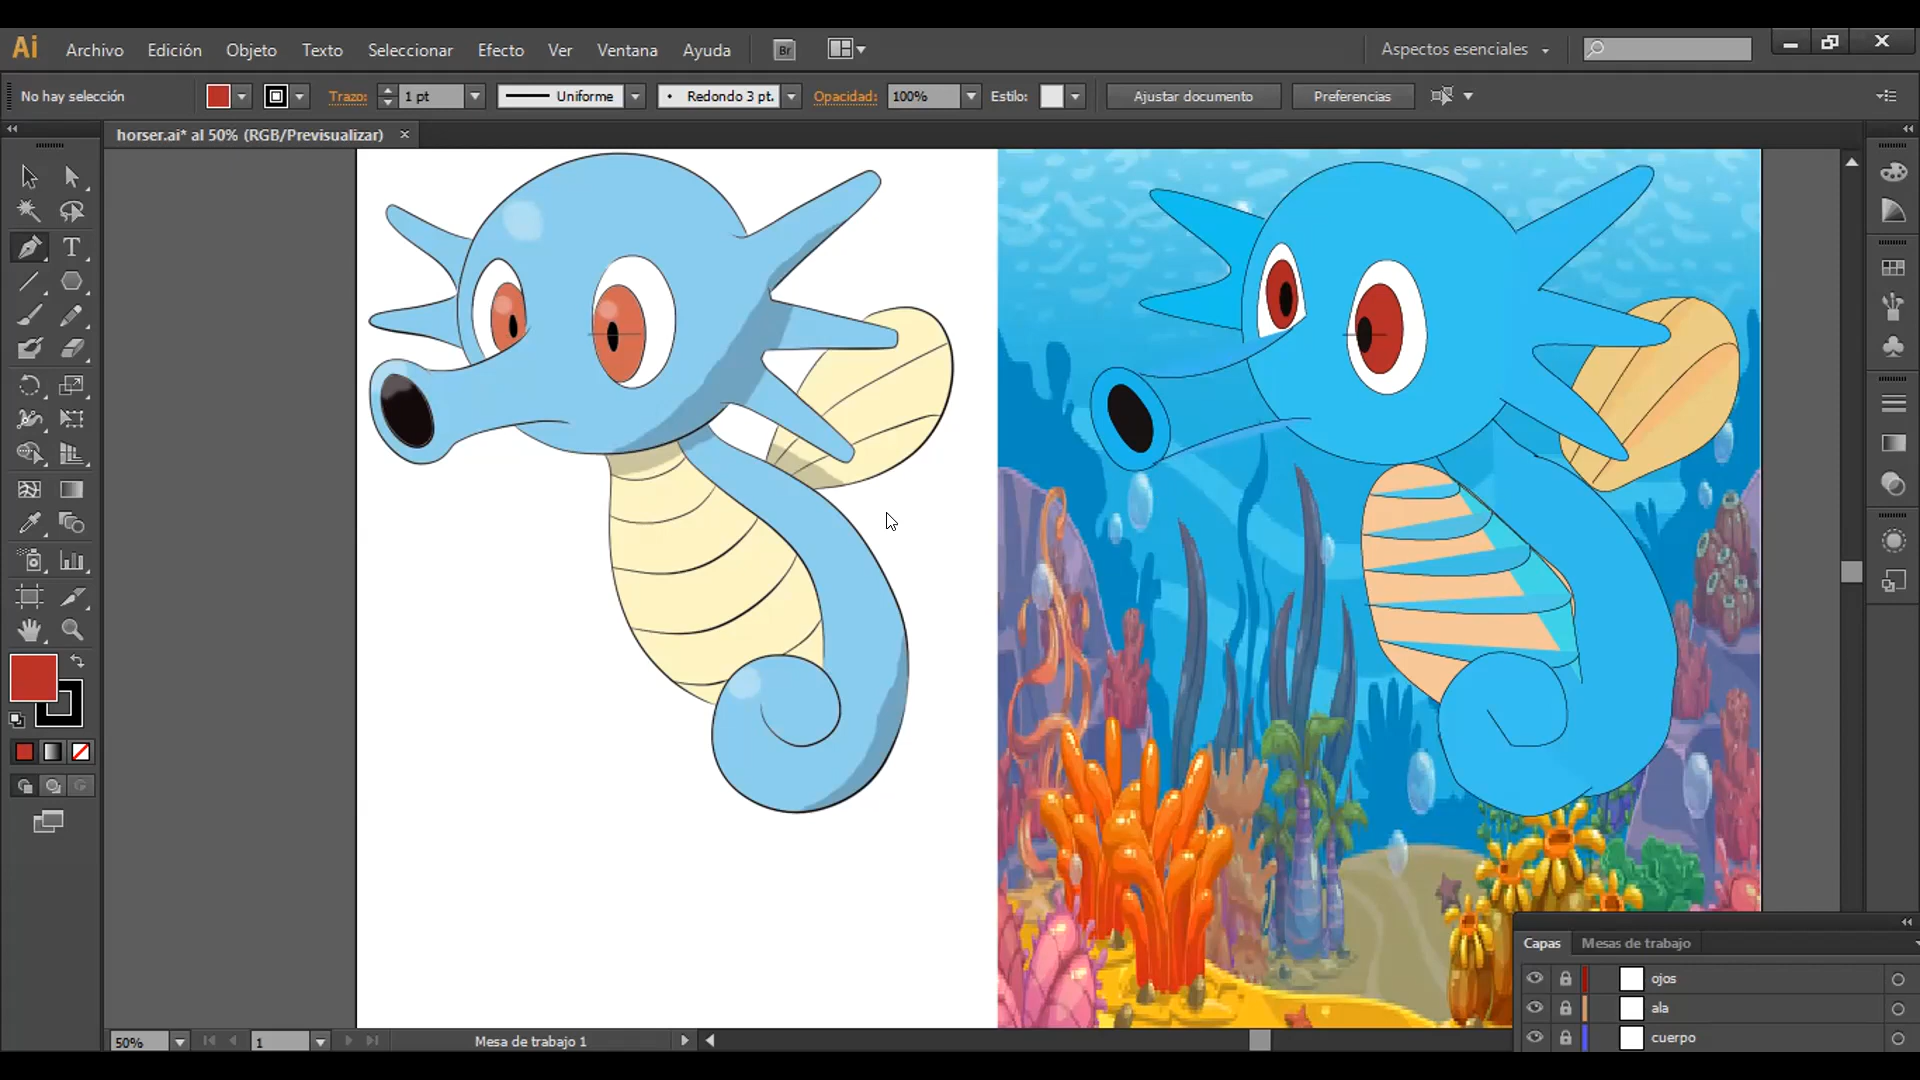 Ai Archivo Edición Objeto Texto Seleccionar Efecto Ver Ventana Ayuda Br Aspectos esenciales
No hay selección Trazo: 1 pt Uniforme Redondo 3 pt. Opacidad: 100% Estilo: Ajustar documento Preferencias
horser.ai* al 50% (RGB/Previsualizar)
T
Capas Mesas de trabajo
ojos
ala
cuerpo
50% 1 Mesa de trabajo 1